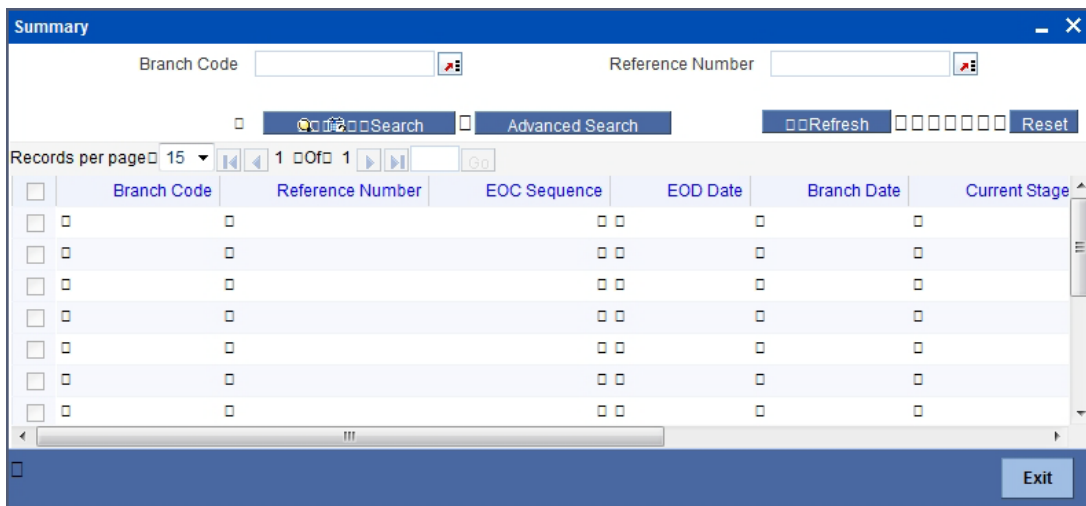 Summary
Branch Code Reference Number
Search Advanced Search Refresh Reset
Records per page 15 1 Of 1 Go
Branch Code Reference Number EOC Sequence EOD Date Branch Date Current Stage
Exit